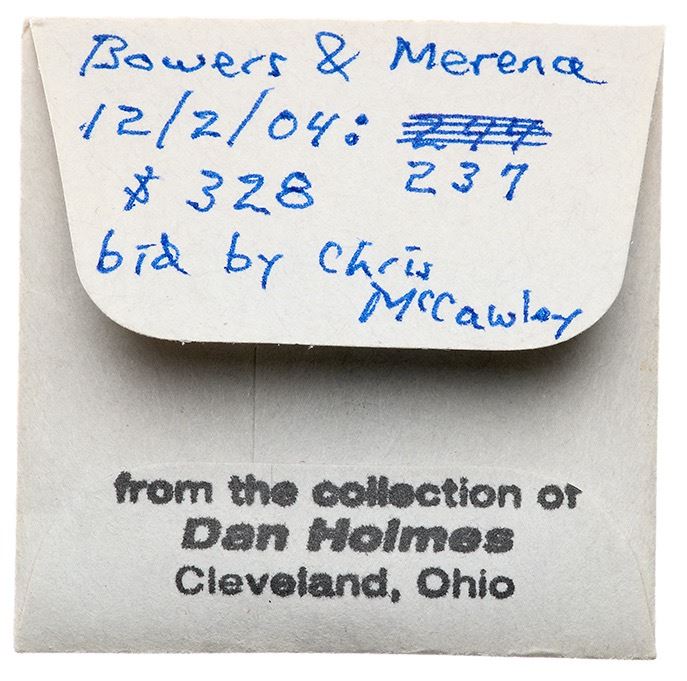 Bowers & Merena
12/2/04: 244
$ 328 237
bid by Chris
McCawley
from the collection of
Dan Holmes
Cleveland, Ohio